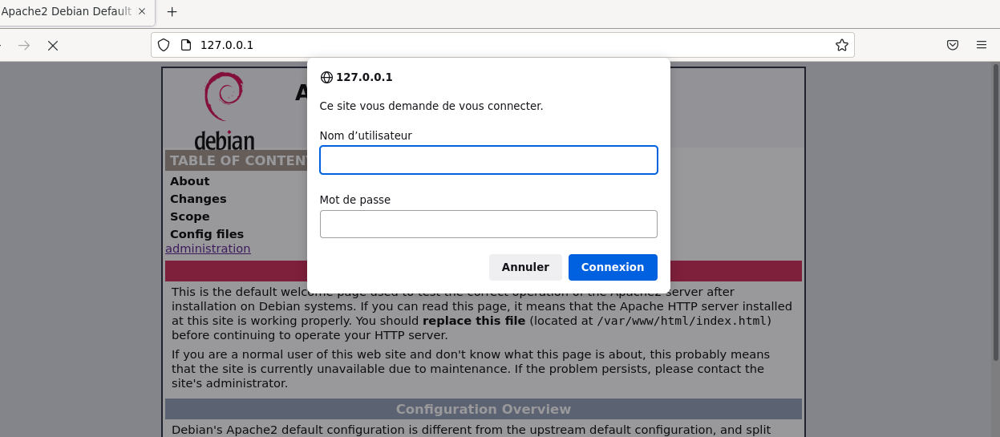 Apache2 Debian Default
127.0.0.1
127.0.0.1
Ce site vous demande de vous connecter.
Nom d’utilisateur
Mot de passe
Annuler
Connexion
A
debian
TABLE OF CONTEN
About
Changes
Scope
Config files
administration
This is the default welcome page used to test the correct operation of the Apache2 server after
installation on Debian systems. If you can read this page, it means that the Apache HTTP server installed
at this site is working properly. You should replace this file (located at /var/www/html/index.html)
before continuing to operate your HTTP server.
If you are a normal user of this web site and don't know what this page is about, this probably means
that the site is currently unavailable due to maintenance. If the problem persists, please contact the
site's administrator.
Configuration Overview
Debian's Apache2 default configuration is different from the upstream default configuration, and split